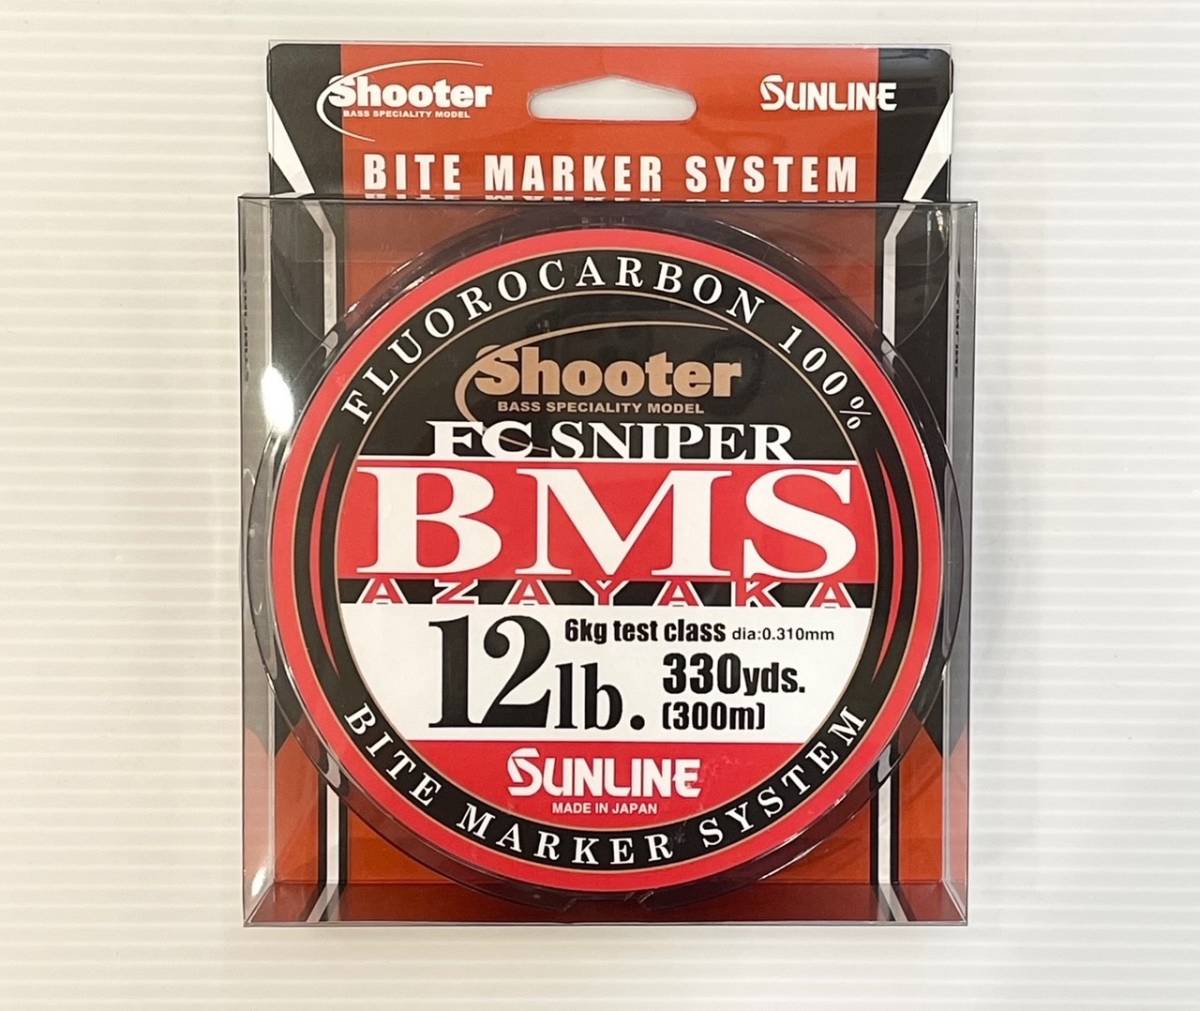 Shooter
BASS SPECIALITY MODEL
SUNLINE
BITE MARKER SYSTEM
FLUOROCARBON 100%
Shooter
BASS SPECIALITY MODEL
FC SNIPER
BMS
AZAYAKA
12lb.
6kg test class dia:0.310mm
330yds.
(300m)
SUNLINE
MADE IN JAPAN
BITE MARKER SYSTEM